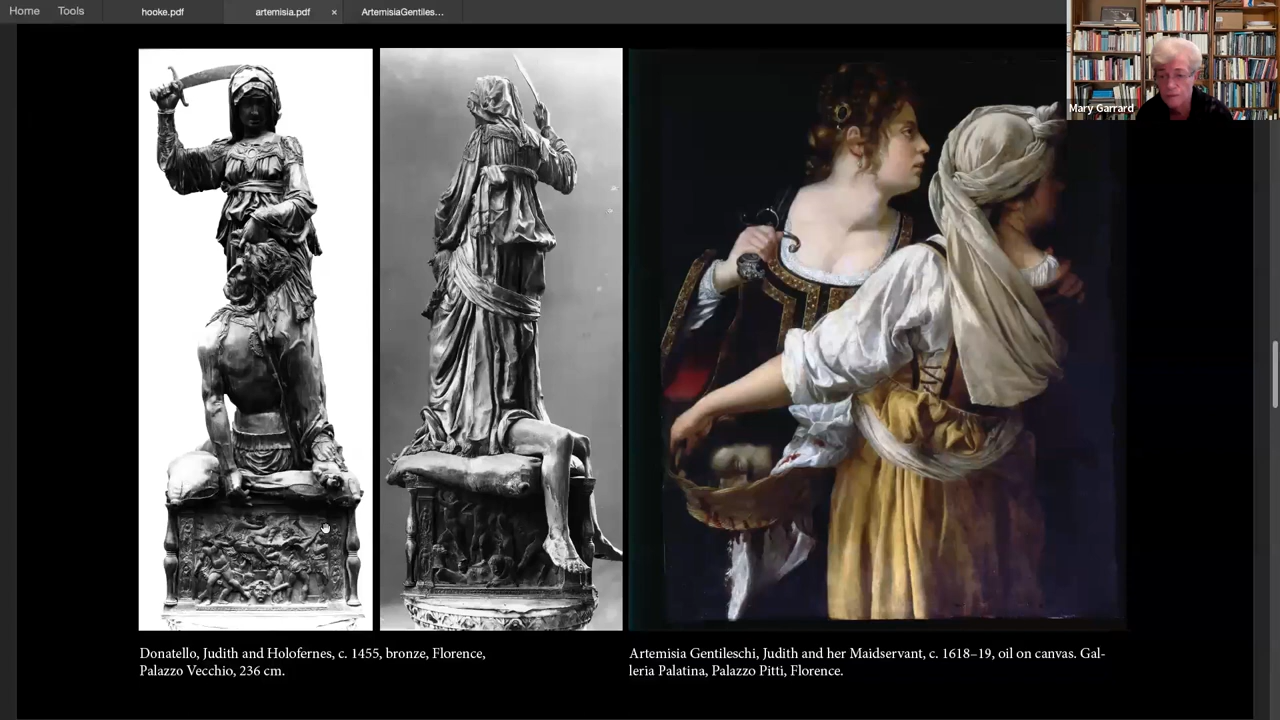 Home Tools hooke.pdf artemisia.pdf × ArtemisiaGentiles...
Mary Garrard
Donatello, Judith and Holofernes, c. 1455, bronze, Florence,
Palazzo Vecchio, 236 cm.
Artemisia Gentileschi, Judith and her Maidservant, c. 1618–19, oil on canvas. Gal-
leria Palatina, Palazzo Pitti, Florence.